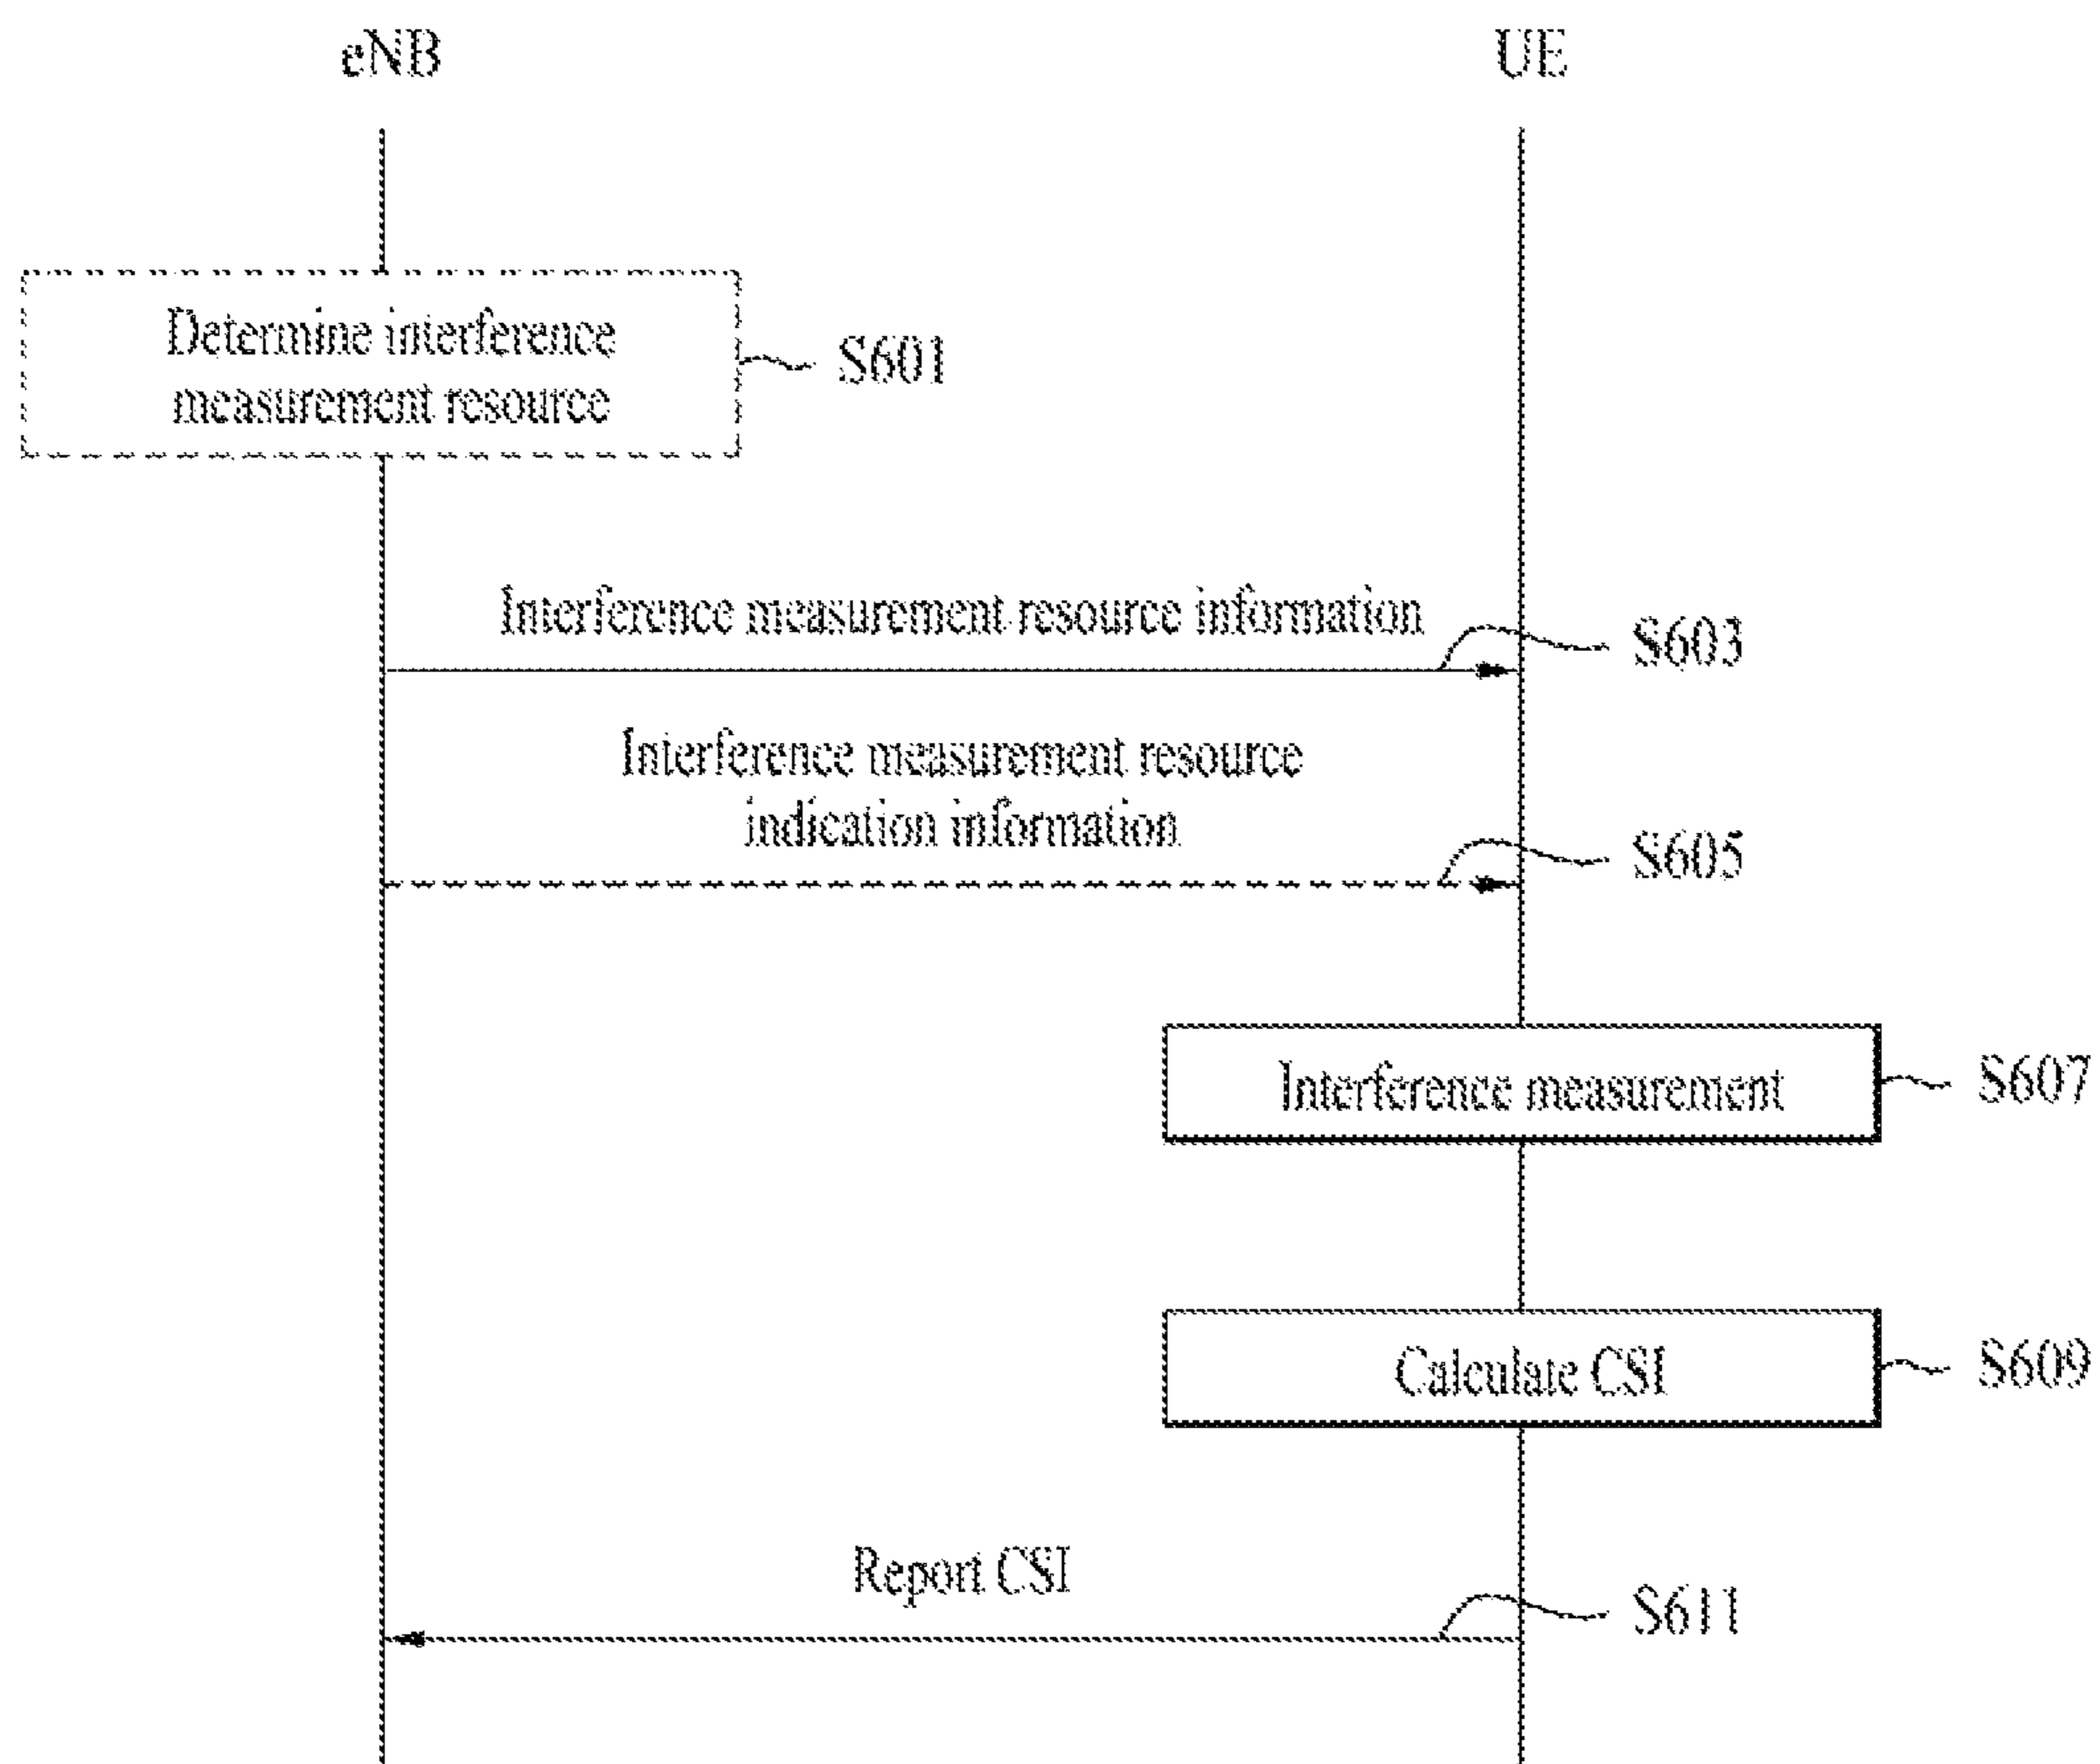 eNB
UE
Determine interference
measurement resource
S601
Interference measurement resource information
S603
Interference measurement resource
indication information
S605
Interference measurement
S607
Calculate CSI
S609
Report CSI
S611